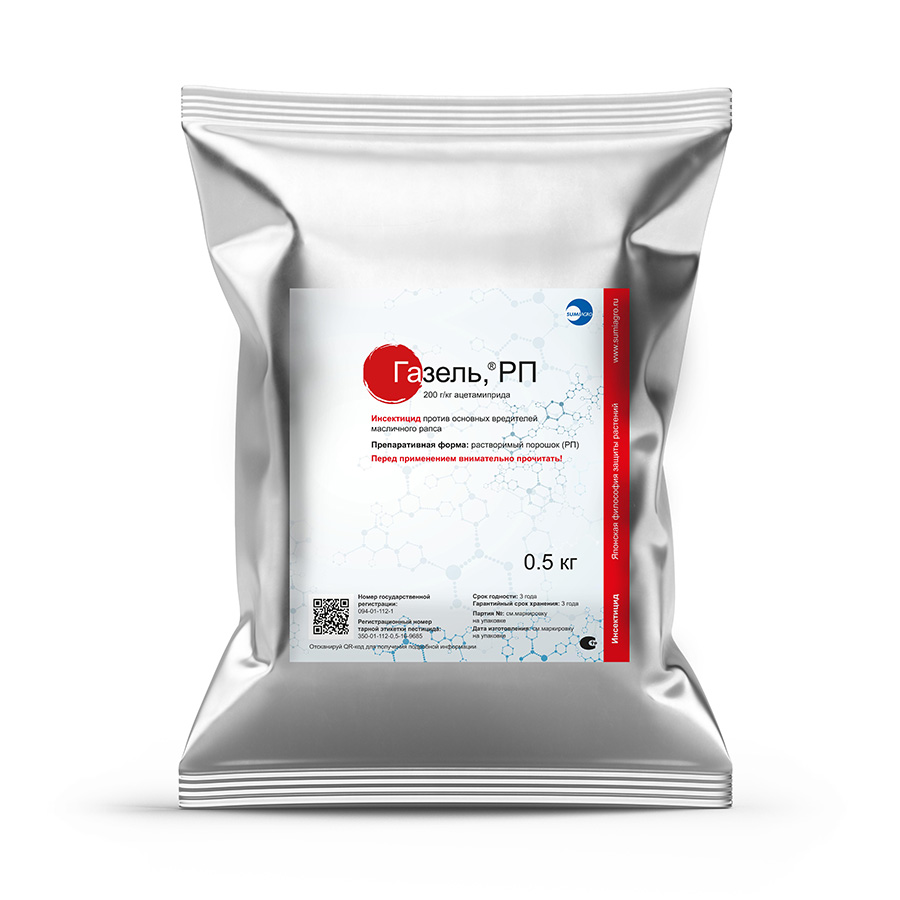 SUMIAGRO
Газель,® РП
200 г/кг ацетамиприда
Инсектицид против основных вредителей
масличного рапса
Препаративная форма: растворимый порошок (РП)
Перед применением внимательно прочитать!
0.5 кг
Номер государственной
регистрации:
094-01-112-1
Регистрационный номер
тарной этикетки пестицида:
350-01-112-0,5-16-9685
Срок годности: 3 года
Гарантийный срок хранения: 3 года
Партия №: см.маркировку
на упаковке
Дата изготовления: см.маркировку
на упаковке
Отсканируй QR-код для получения подробной информации
Инсектицид Японская философия защиты растений www.sumiagro.ru